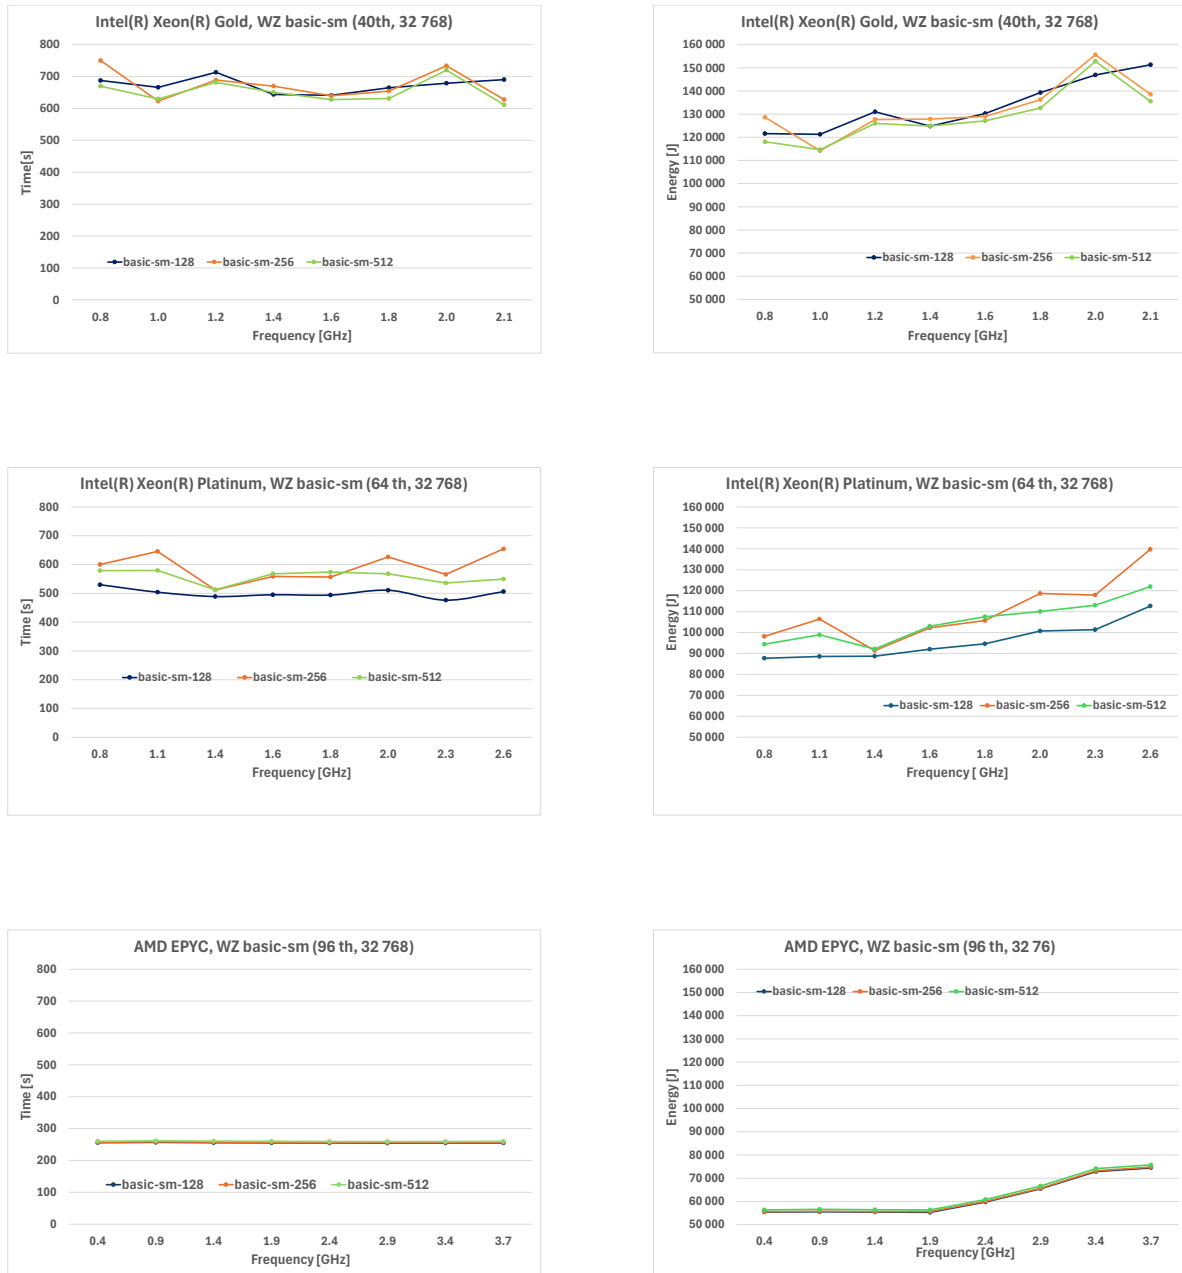 Intel(R) Xeon(R) Gold, WZ basic-sm (40th, 32 768)
800
700
600
500
400
300
200
100
0
Time[s]
basic-sm-128 basic-sm-256 basic-sm-512
0.8 1.0 1.2 1.4 1.6 1.8 2.0 2.1
Frequency [GHz]
Intel(R) Xeon(R) Gold, WZ basic-sm (40th, 32 768)
160 000
150 000
140 000
130 000
120 000
110 000
100 000
90 000
80 000
70 000
60 000
50 000
Energy [J]
basic-sm-128 basic-sm-256 basic-sm-512
0.8 1.0 1.2 1.4 1.6 1.8 2.0 2.1
Frequency [GHz]
Intel(R) Xeon(R) Platinum, WZ basic-sm (64 th, 32 768)
800
700
600
500
400
300
200
100
0
Time [s]
basic-sm-128 basic-sm-256 basic-sm-512
0.8 1.1 1.4 1.6 1.8 2.0 2.3 2.6
Frequency [GHz]
Intel(R) Xeon(R) Platinum, WZ basic-sm (64 th, 32 768)
160 000
150 000
140 000
130 000
120 000
110 000
100 000
90 000
80 000
70 000
60 000
50 000
Energy [J]
basic-sm-128 basic-sm-256 basic-sm-512
0.8 1.1 1.4 1.6 1.8 2.0 2.3 2.6
Frequency [ GHz]
AMD EPYC, WZ basic-sm (96 th, 32 768)
800
700
600
500
400
300
200
100
0
Time [s]
basic-sm-128 basic-sm-256 basic-sm-512
0.4 0.9 1.4 1.9 2.4 2.9 3.4 3.7
Frequency [GHz]
AMD EPYC, WZ basic-sm (96 th, 32 76)
160 000
150 000
140 000
130 000
120 000
110 000
100 000
90 000
80 000
70 000
60 000
50 000
Energy [J]
basic-sm-128 basic-sm-256 basic-sm-512
0.4 0.9 1.4 1.9 2.4 2.9 3.4 3.7
Frequency [GHz]